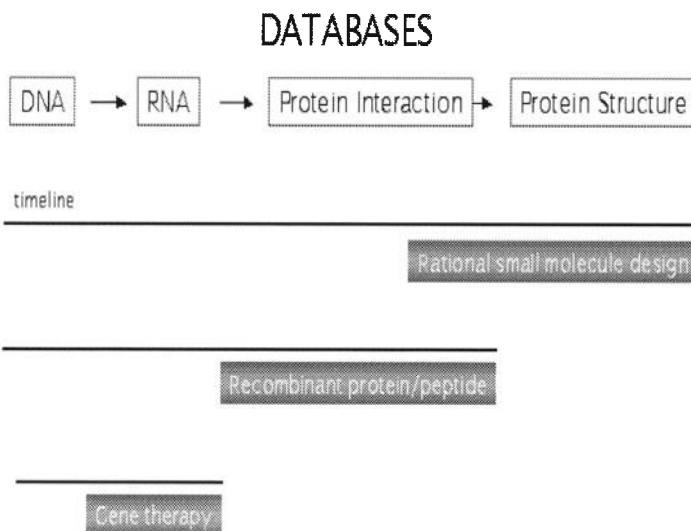 DATABASES
DNA RNA Protein Interaction Protein Structure
timeline
Rational small molecule design
Recombinant protein/peptide
Gene therapy